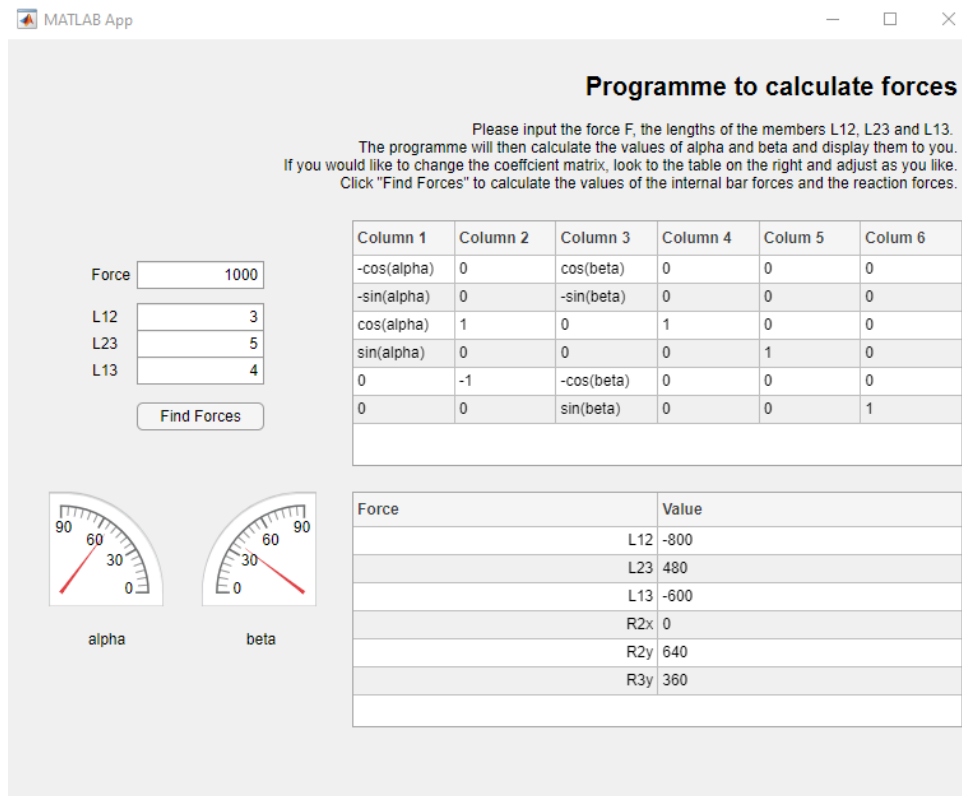 MATLAB App
Programme to calculate forces
Please input the force F, the lengths of the members L12, L23 and L13.
The programme will then calculate the values of alpha and beta and display them to you.
If you would like to change the coeffcient matrix, look to the table on the right and adjust as you like.
Click "Find Forces" to calculate the values of the internal bar forces and the reaction forces.
Force 1000
L12 3
L23 5
L13 4
Find Forces
Column 1 Column 2 Column 3 Column 4 Colum 5 Colum 6
-cos(alpha) 0 cos(beta) 0 0 0
-sin(alpha) 0 -sin(beta) 0 0 0
cos(alpha) 1 0 1 0 0
sin(alpha) 0 0 0 1 0
0 -1 -cos(beta) 0 0 0
0 0 sin(beta) 0 0 1
90 60 30 0
alpha
0 30 60 90
beta
Force Value
L12 -800
L23 480
L13 -600
R2x 0
R2y 640
R3y 360